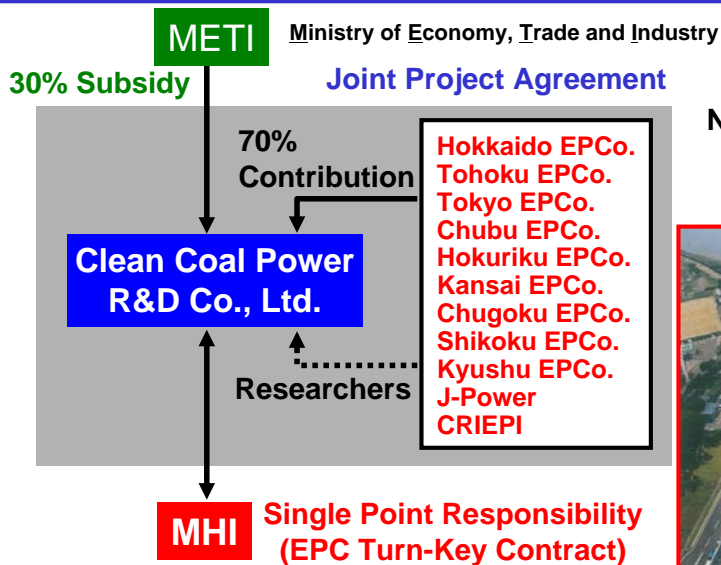 METI
Ministry of Economy, Trade and Industry
30% Subsidy
Joint Project Agreement
70%
Contribution
Hokkaido EPCo.
Tohoku EPCo.
Tokyo EPCo.
Chubu EPCo.
Hokuriku EPCo.
Kansai EPCo.
Chugoku EPCo.
Shikoku EPCo.
Kyushu EPCo.
J-Power
CRIEPI
N
Clean Coal Power
R&D Co., Ltd.
Researchers
MHI
Single Point Responsibility
(EPC Turn-Key Contract)